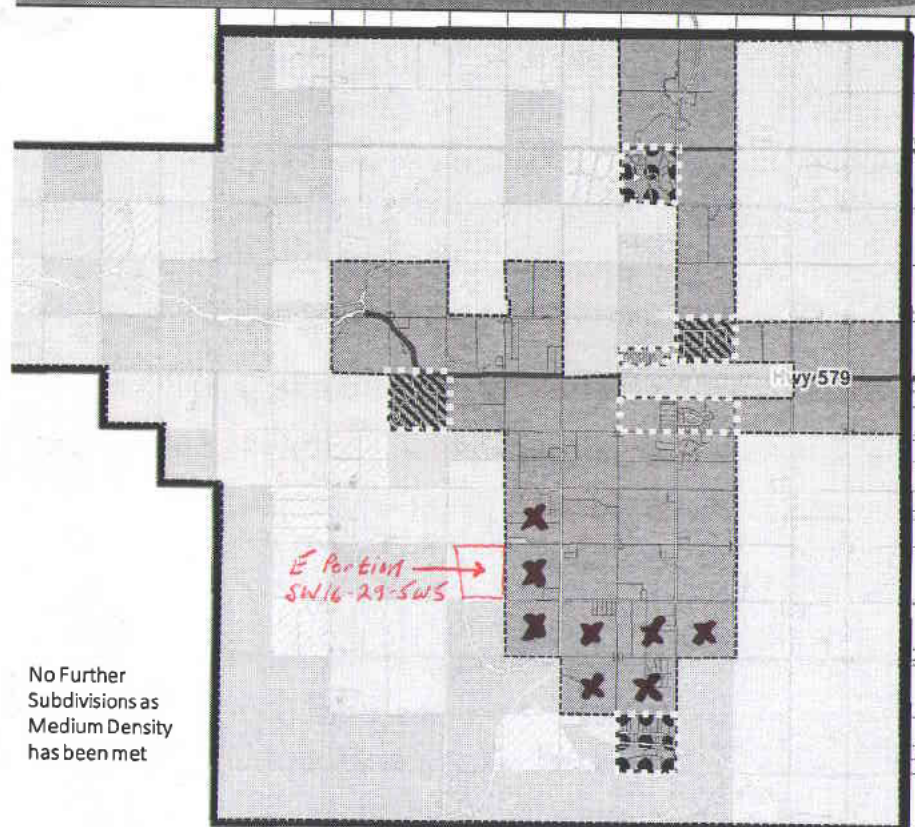 Hwy 579
E Portion
SW16-29-5W5
No Further
Subdivisions as
Medium Density
has been met